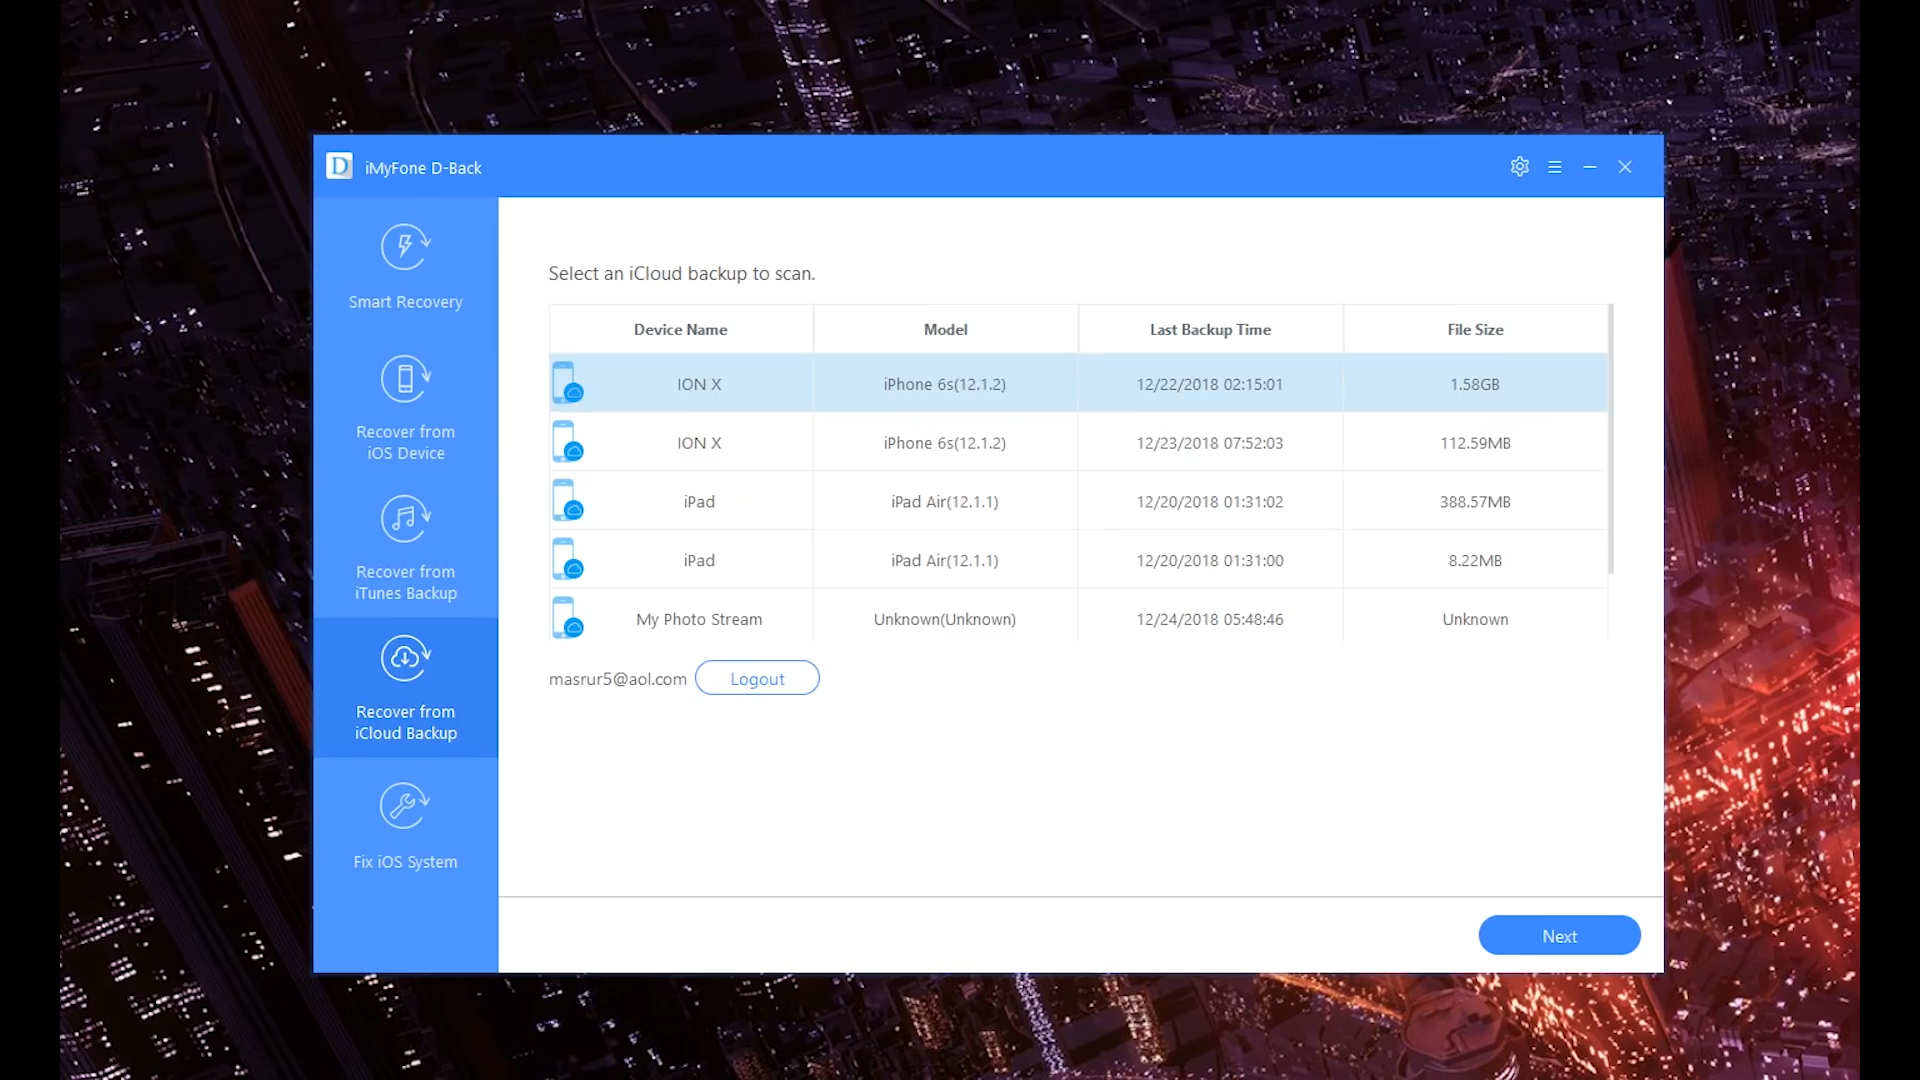 D iMyFone D-Back
Smart Recovery
Recover from
iOS Device
Recover from
iTunes Backup
Recover from
iCloud Backup
Fix iOS System
Select an iCloud backup to scan.
Device Name Model Last Backup Time File Size
ION X iPhone 6s(12.1.2) 12/22/2018 02:15:01 1.58GB
ION X iPhone 6s(12.1.2) 12/23/2018 07:52:03 112.59MB
iPad iPad Air(12.1.1) 12/20/2018 01:31:02 388.57MB
iPad iPad Air(12.1.1) 12/20/2018 01:31:00 8.22MB
My Photo Stream Unknown(Unknown) 12/24/2018 05:48:46 Unknown
masrur5@aol.com Logout
Next